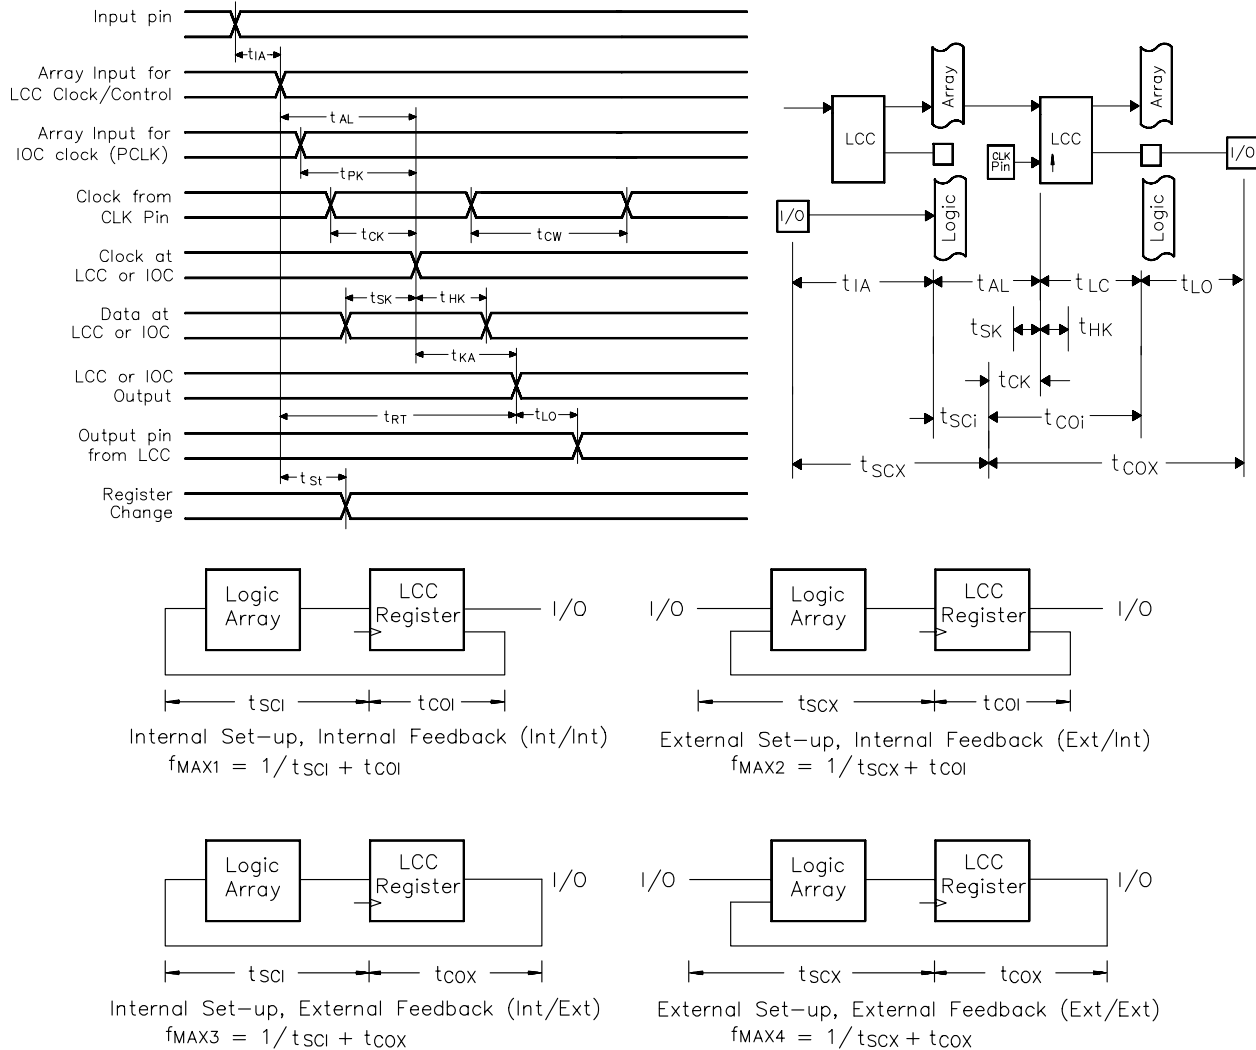 Input pin
tIA
Array Input for
LCC Clock/Control
tAL
Array Input for
IOC clock (PCLK)
tPK
Clock from
CLK Pin
tCK
tCW
Clock at
LCC or IOC
tSK
tHK
Data at
LCC or IOC
tKA
LCC or IOC
Output
tRT
tLO
Output pin
from LCC
tSt
Register
Change
Array
Array
LCC
LCC
CLK
Pin
I/O
I/O
Logic
Logic
tIA
tAL
tLC
tLO
tSK
tHK
tCK
tSCi
tCOi
tSCX
tCOX
Logic
Array
LCC
Register
I/O
tSCI
tCOI
Internal Set-up, Internal Feedback (Int/Int)
fMAX1 = 1/tSCI + tCOI
I/O
Logic
Array
LCC
Register
I/O
tSCX
tCOI
External Set-up, Internal Feedback (Ext/Int)
fMAX2 = 1/tSCX + tCOI
Logic
Array
LCC
Register
I/O
tSCI
tCOX
Internal Set-up, External Feedback (Int/Ext)
fMAX3 = 1/tSCI + tCOX
I/O
Logic
Array
LCC
Register
I/O
tSCX
tCOX
External Set-up, External Feedback (Ext/Ext)
fMAX4 = 1/tSCX + tCOX